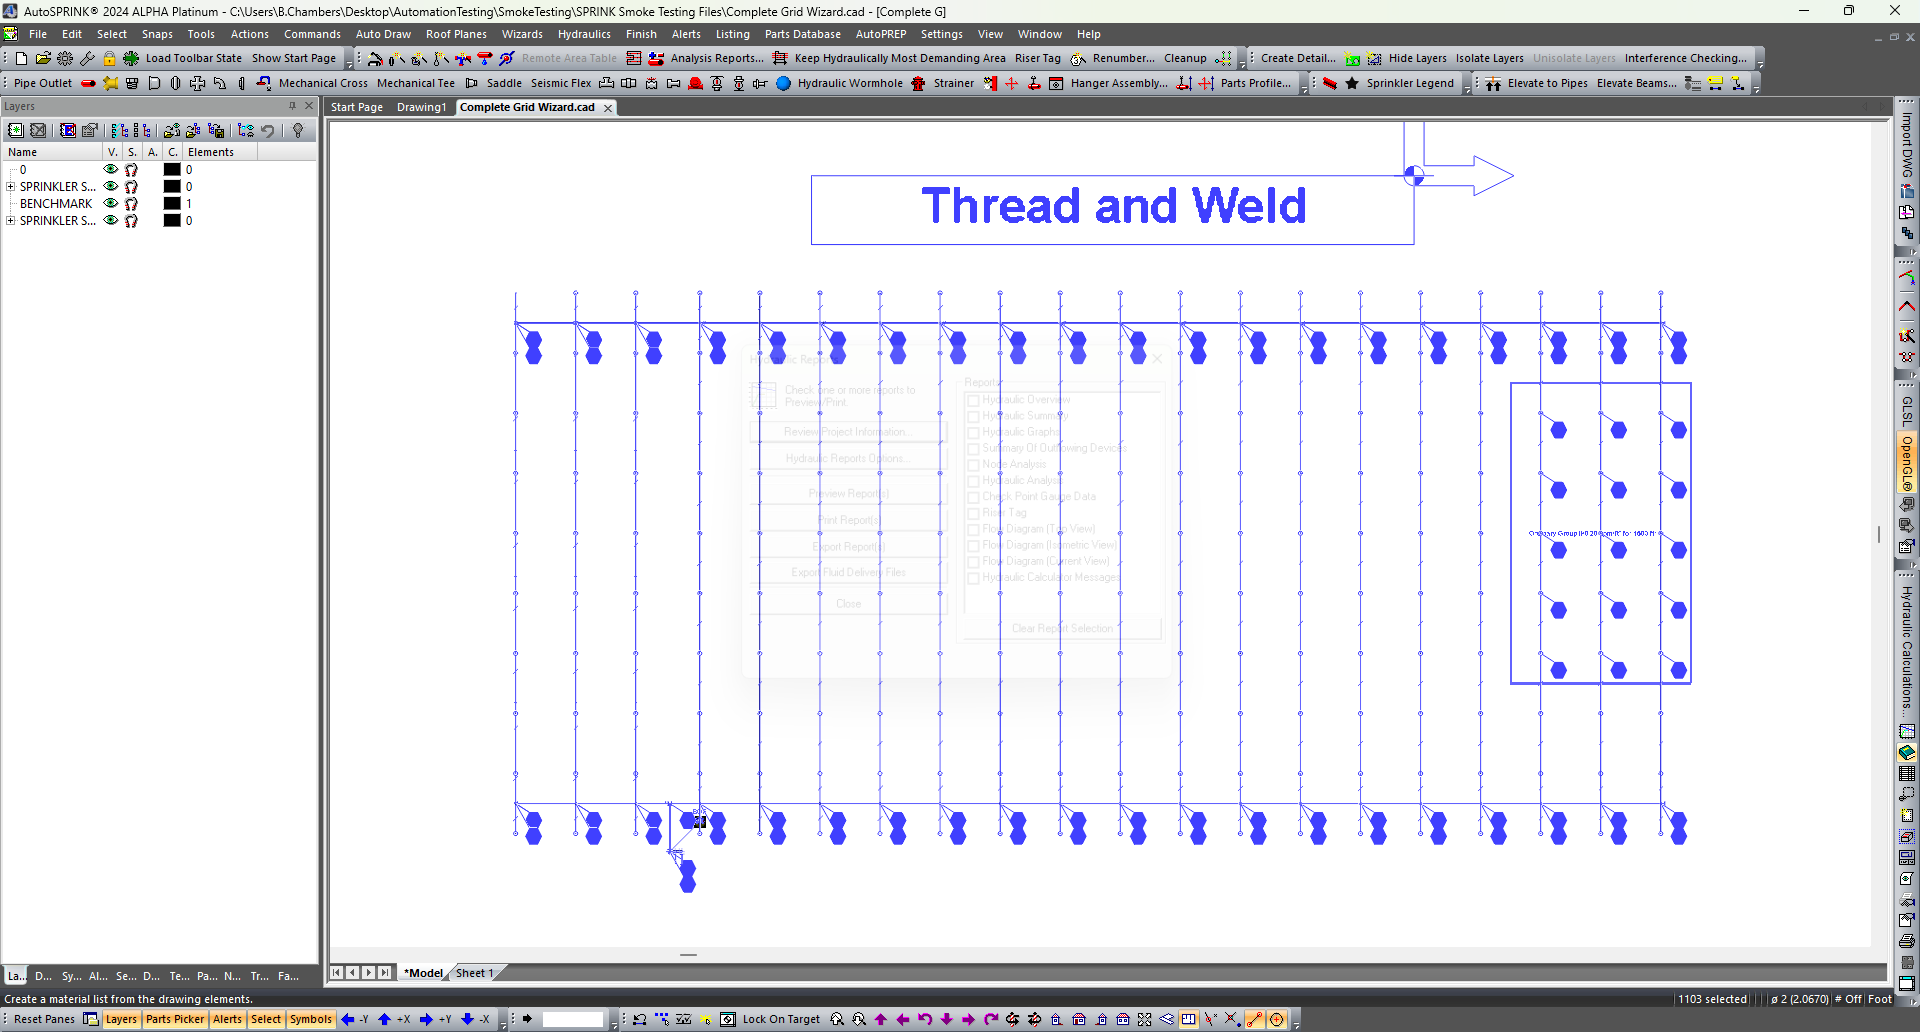 AutoSPRINK® 2024 ALPHA Platinum - C:\Users\B.Chambers\Desktop\AutomationTesting\SmokeTesting\SPRINK Smoke Testing Files\Complete Grid Wizard.cad - [Complete G]
File Edit Select Snaps Tools Actions Commands Auto Draw Roof Planes Wizards Hydraulics Finish Alerts Listing Parts Database AutoPREP Settings View Window Help
Load Toolbar State Show Start Page Remote Area Table Analysis Reports... Keep Hydraulically Most Demanding Area Riser Tag Renumber... Cleanup Create Detail... Hide Layers Isolate Layers Unisolate Layers Interference Checking...
Pipe Outlet Mechanical Cross Mechanical Tee Saddle Seismic Flex Hydraulic Wormhole Strainer Hanger Assembly... Parts Profile... Sprinkler Legend Elevate to Pipes Elevate Beams...
Layers
Start Page Drawing1 Complete Grid Wizard.cad
Name V. S. A. C. Elements
0 0
SPRINKLER S... 0
BENCHMARK 1
SPRINKLER S... 0
Thread and Weld
Hydraulic Reports
Check one or more reports to
Preview/Print.
Review Project Information...
Hydraulic Reports Options...
Preview Report(s)
Print Report(s)
Export Report(s)
Export Fluid Delivery Files
Close
Reports
Hydraulic Overview
Hydraulic Summary
Hydraulic Graphs
Summary Of Outflowing Devices
Node Analysis
Hydraulic Analysis
Check Point Gauge Data
Riser Tag
Flow Diagram (Top View)
Flow Diagram (Isometric View)
Flow Diagram (Current View)
Hydraulic Calculator Messages
Clear Report Selection
Import DWG
GLSL
OpenGL®
Hydraulic Calculations...
La... D... Sy... Al... Se... D... Te... Pa... N... Tr... Fa...
*Model Sheet 1
Create a material list from the drawing elements.
1103 selected ø 2 (2.0670) # Off Foot
Reset Panes Layers Parts Picker Alerts Select Symbols -Y +X +Y -X Lock On Target